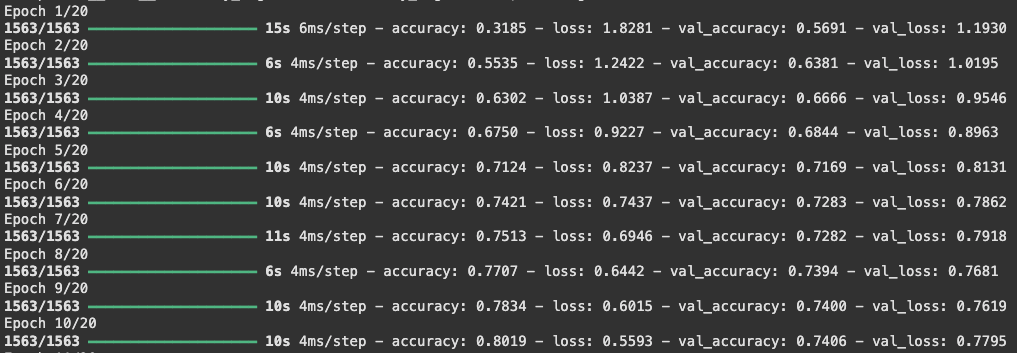 Epoch 1/20
1563/1563 ━━━━━━━━━━━━━━━━━━━━ 15s 6ms/step - accuracy: 0.3185 - loss: 1.8281 - val_accuracy: 0.5691 - val_loss: 1.1930
Epoch 2/20
1563/1563 ━━━━━━━━━━━━━━━━━━━━ 6s 4ms/step - accuracy: 0.5535 - loss: 1.2422 - val_accuracy: 0.6381 - val_loss: 1.0195
Epoch 3/20
1563/1563 ━━━━━━━━━━━━━━━━━━━━ 10s 4ms/step - accuracy: 0.6302 - loss: 1.0387 - val_accuracy: 0.6666 - val_loss: 0.9546
Epoch 4/20
1563/1563 ━━━━━━━━━━━━━━━━━━━━ 6s 4ms/step - accuracy: 0.6750 - loss: 0.9227 - val_accuracy: 0.6844 - val_loss: 0.8963
Epoch 5/20
1563/1563 ━━━━━━━━━━━━━━━━━━━━ 10s 4ms/step - accuracy: 0.7124 - loss: 0.8237 - val_accuracy: 0.7169 - val_loss: 0.8131
Epoch 6/20
1563/1563 ━━━━━━━━━━━━━━━━━━━━ 10s 4ms/step - accuracy: 0.7421 - loss: 0.7437 - val_accuracy: 0.7283 - val_loss: 0.7862
Epoch 7/20
1563/1563 ━━━━━━━━━━━━━━━━━━━━ 11s 4ms/step - accuracy: 0.7513 - loss: 0.6946 - val_accuracy: 0.7282 - val_loss: 0.7918
Epoch 8/20
1563/1563 ━━━━━━━━━━━━━━━━━━━━ 6s 4ms/step - accuracy: 0.7707 - loss: 0.6442 - val_accuracy: 0.7394 - val_loss: 0.7681
Epoch 9/20
1563/1563 ━━━━━━━━━━━━━━━━━━━━ 10s 4ms/step - accuracy: 0.7834 - loss: 0.6015 - val_accuracy: 0.7400 - val_loss: 0.7619
Epoch 10/20
1563/1563 ━━━━━━━━━━━━━━━━━━━━ 10s 4ms/step - accuracy: 0.8019 - loss: 0.5593 - val_accuracy: 0.7406 - val_loss: 0.7795